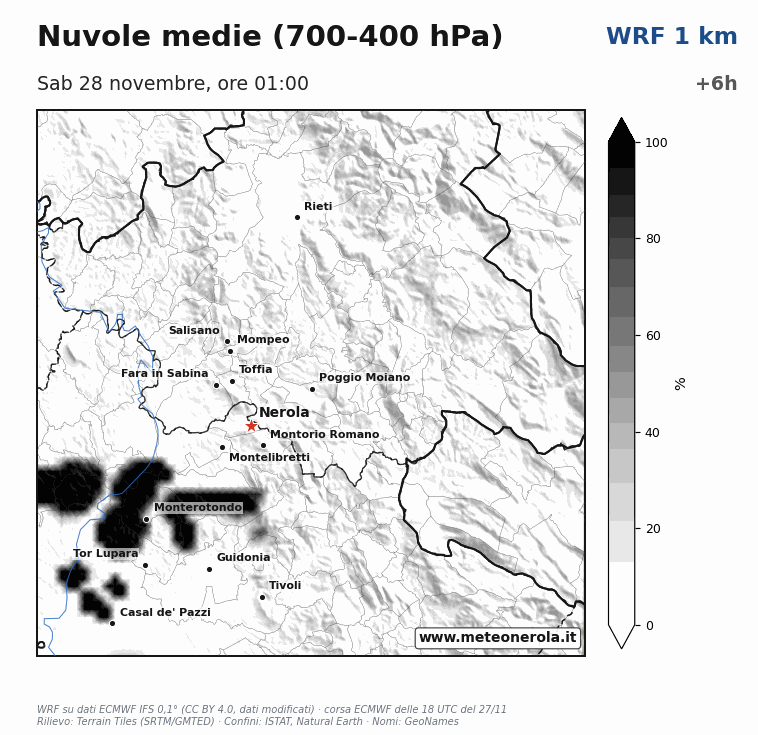 Nuvole medie (700-400 hPa)
WRF 1 km
Sab 28 novembre, ore 01:00
+6h
100
80
60
40
20
0
%
Rieti
Salisano
Mompeo
Toffia
Fara in Sabina
Poggio Moiano
Nerola
Montorio Romano
Montelibretti
Monterotondo
Tor Lupara
Guidonia
Tivoli
Casal de' Pazzi
www.meteonerola.it
WRF su dati ECMWF IFS 0,1° (CC BY 4.0, dati modificati) · corsa ECMWF delle 18 UTC del 27/11
Rilievo: Terrain Tiles (SRTM/GMTED) · Confini: ISTAT, Natural Earth · Nomi: GeoNames